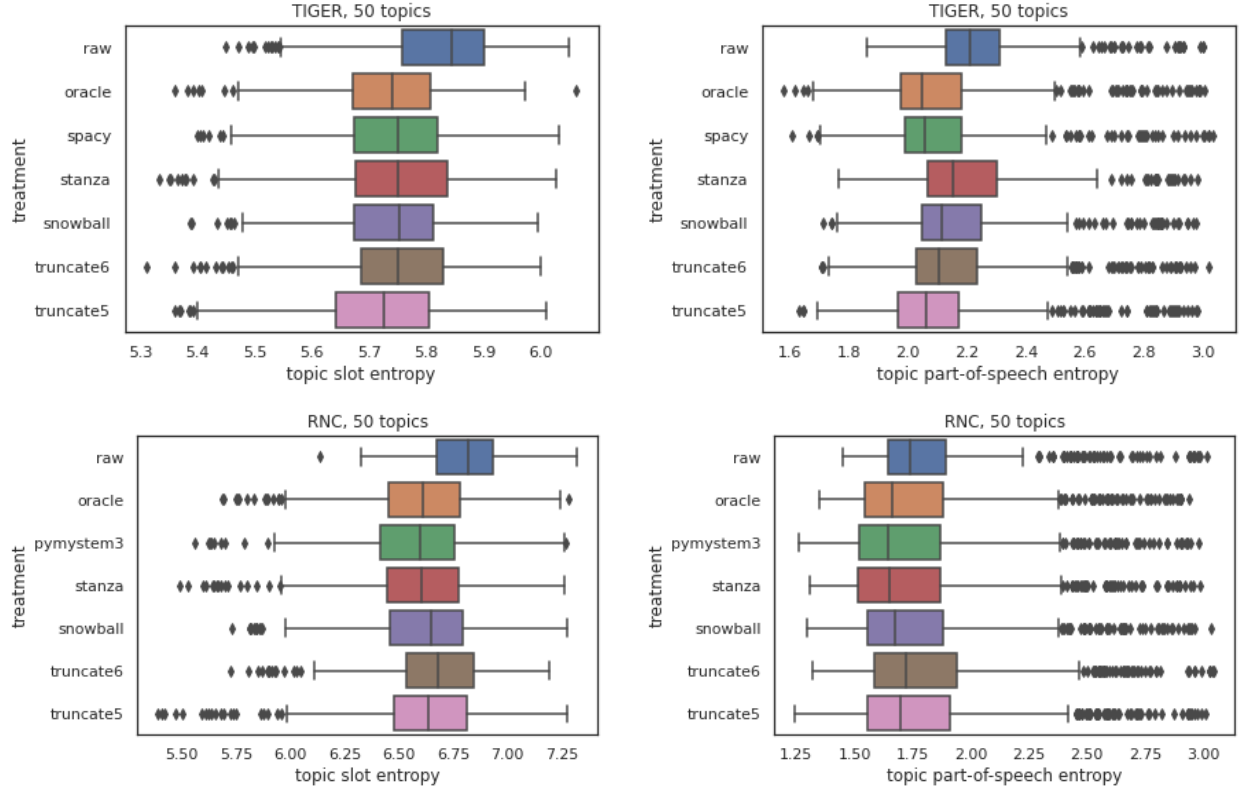 TIGER, 50 topics
treatment
raw
oracle
spacy
stanza
snowball
truncate6
truncate5
5.3 5.4 5.5 5.6 5.7 5.8 5.9 6.0
topic slot entropy
TIGER, 50 topics
treatment
raw
oracle
spacy
stanza
snowball
truncate6
truncate5
1.6 1.8 2.0 2.2 2.4 2.6 2.8 3.0
topic part-of-speech entropy
RNC, 50 topics
treatment
raw
oracle
pymystem3
stanza
snowball
truncate6
truncate5
5.50 5.75 6.00 6.25 6.50 6.75 7.00 7.25
topic slot entropy
RNC, 50 topics
treatment
raw
oracle
pymystem3
stanza
snowball
truncate6
truncate5
1.25 1.50 1.75 2.00 2.25 2.50 2.75 3.00
topic part-of-speech entropy